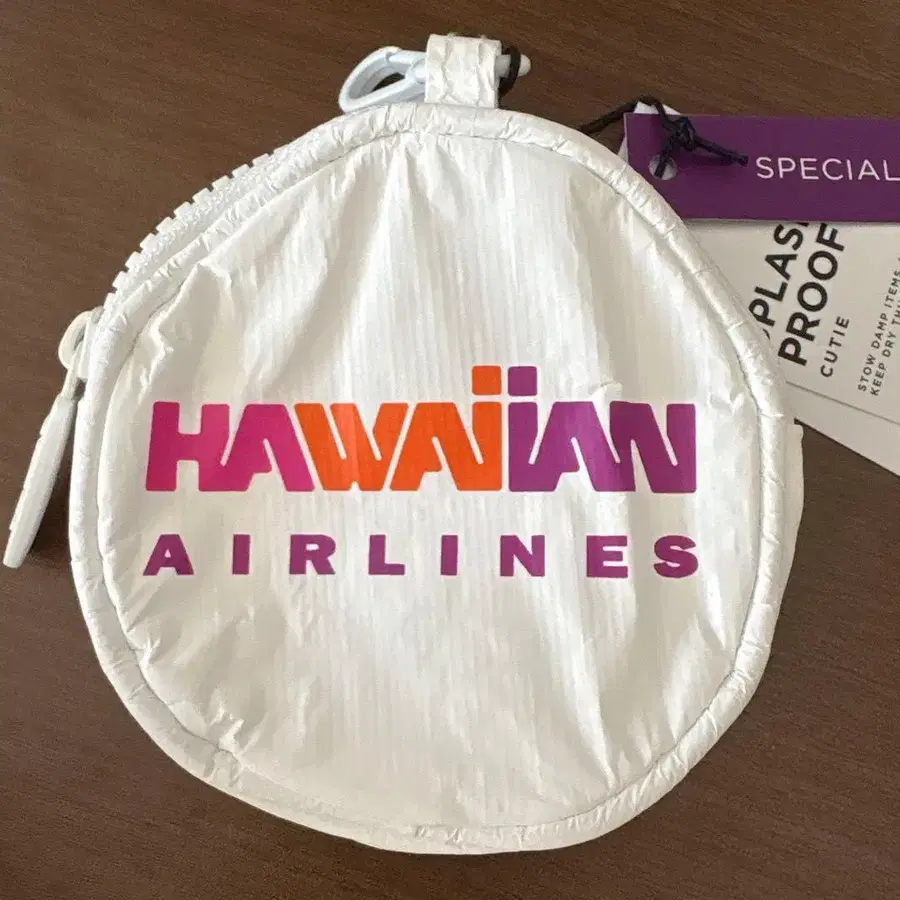 HAWAIIAN
AIRLINES
SPECIAL
PROOF
CUTIE
STOW DAMP ITEMS
KEEP DRY